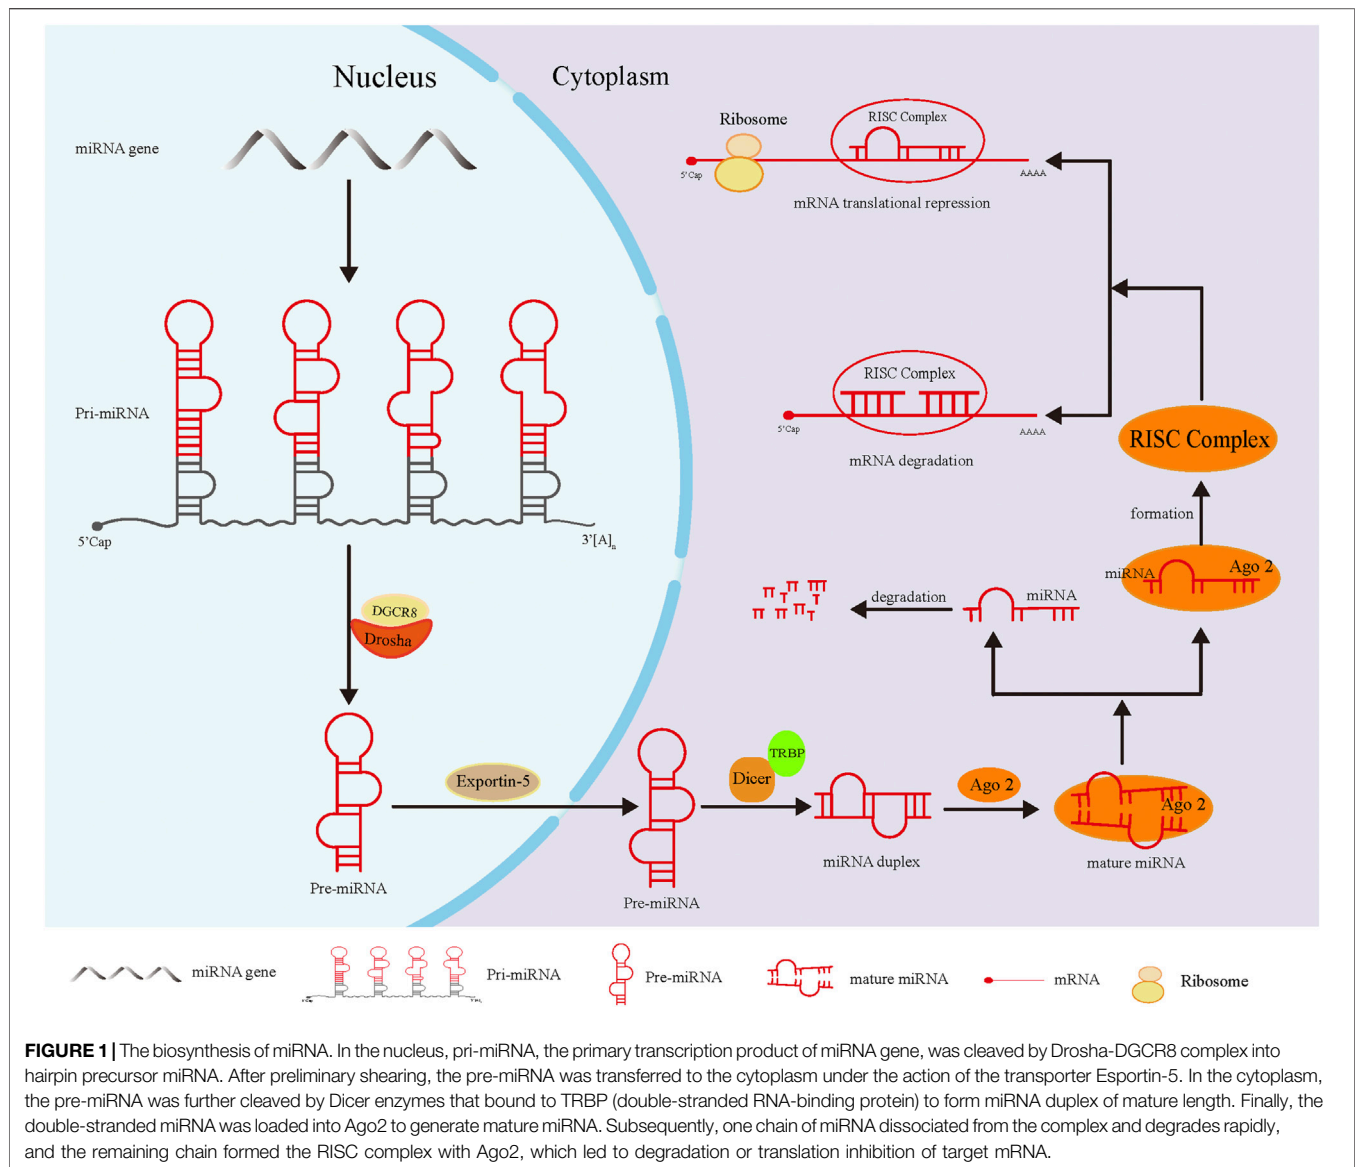 Nucleus
Cytoplasm
miRNA gene
Ribosome
RISC Complex
5'Cap
AAAA
mRNA translational repression
Pri-miRNA
RISC Complex
5'Cap
AAAA
mRNA degradation
RISC Complex
formation
5'Cap
3'[A]n
miRNA
Ago 2
degradation
miRNA
DGCR8
Drosha
Exportin-5
TRBP
Dicer
Ago 2
Ago 2
Pre-miRNA
Pre-miRNA
miRNA duplex
mature miRNA
miRNA gene
Pri-miRNA
Pre-miRNA
mature miRNA
mRNA
Ribosome
FIGURE 1 | The biosynthesis of miRNA. In the nucleus, pri-miRNA, the primary transcription product of miRNA gene, was cleaved by Drosha-DGCR8 complex into
hairpin precursor miRNA. After preliminary shearing, the pre-miRNA was transferred to the cytoplasm under the action of the transporter Esportin-5. In the cytoplasm,
the pre-miRNA was further cleaved by Dicer enzymes that bound to TRBP (double-stranded RNA-binding protein) to form miRNA duplex of mature length. Finally, the
double-stranded miRNA was loaded into Ago2 to generate mature miRNA. Subsequently, one chain of miRNA dissociated from the complex and degrades rapidly,
and the remaining chain formed the RISC complex with Ago2, which led to degradation or translation inhibition of target mRNA.